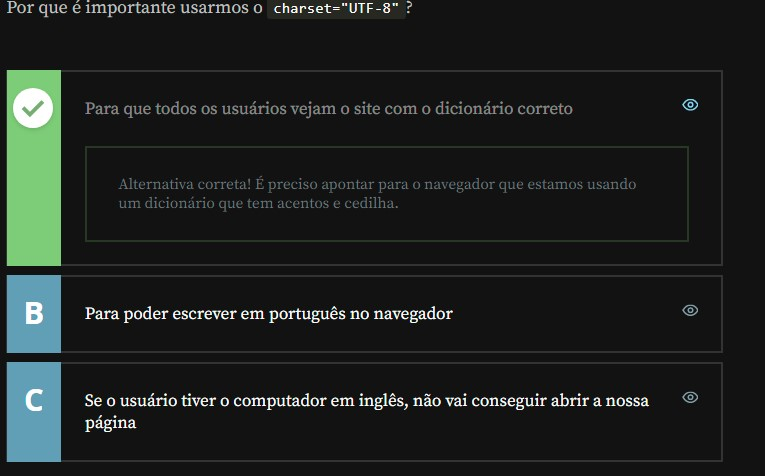 Por que é importante usarmos o charset="UTF-8" ?
Para que todos os usuários vejam o site com o dicionário correto
Alternativa correta! É preciso apontar para o navegador que estamos usando
um dicionário que tem acentos e cedilha.
B
Para poder escrever em português no navegador
C
Se o usuário tiver o computador em inglês, não vai conseguir abrir a nossa
página